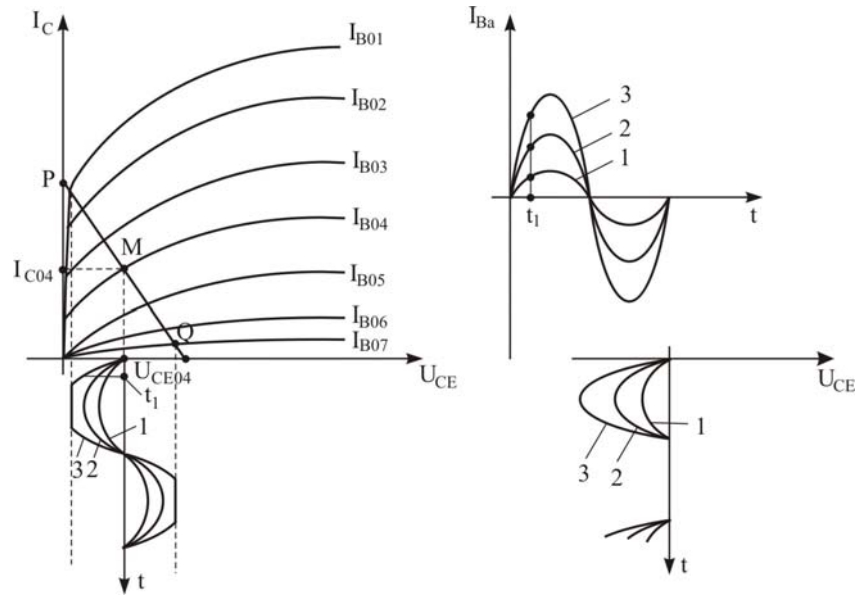 I_C
I_B01
I_B02
I_B03
P
I_B04
M
I_C04
I_B05
I_B06
Q
I_B07
U_CE04
U_CE
t_1
1
3 2
t
I_Ba
3
2
1
t_1
t
U_CE
1
3
2
t